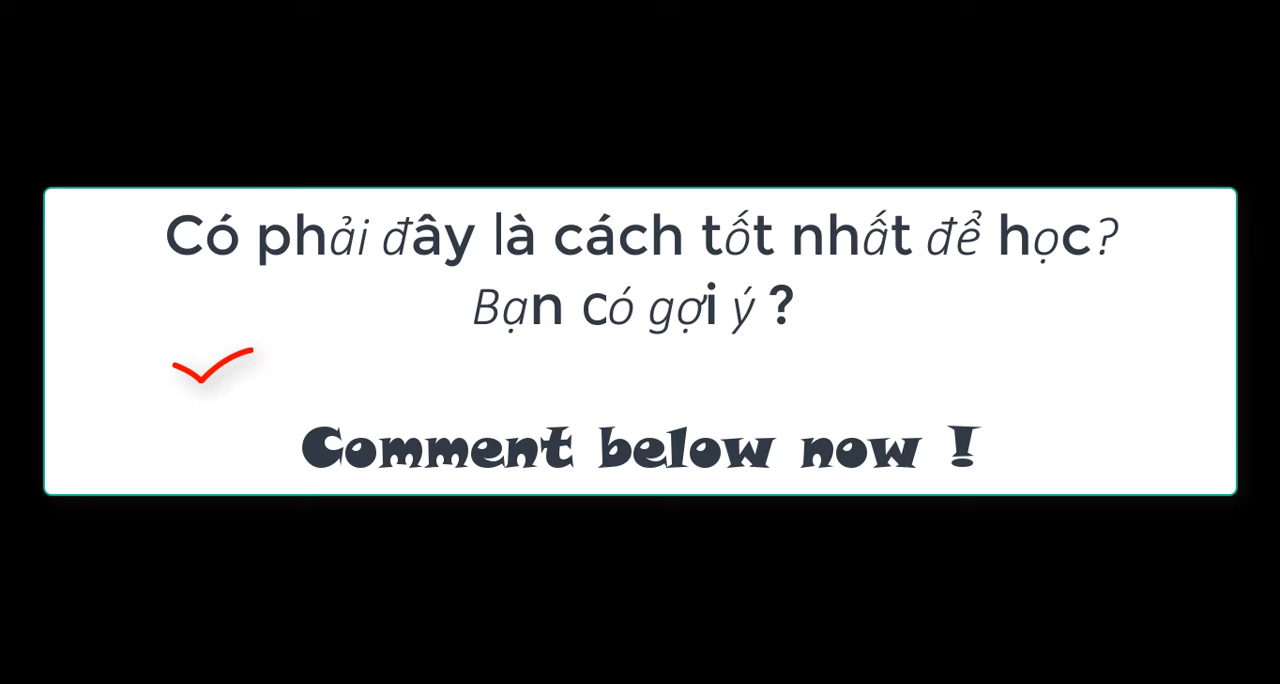 Có phải đây là cách tốt nhất để học?
Bạn có gợi ý ?
Comment below now !